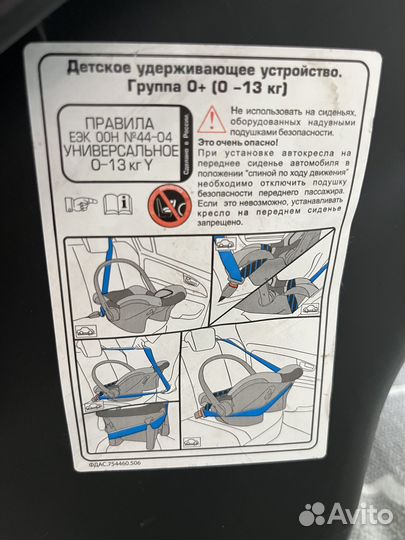 Детское удерживающее устройство.
Группа 0+ (0 –13 кг)
ПРАВИЛА
ЕЭК ООН №44-04
УНИВЕРСАЛЬНОЕ
0-13 кг Y
Сделано в России.
Не использовать на сиденьях,
оборудованных надувными
подушками безопасности.
Это очень опасно!
При установке автокресла на
переднее сиденье автомобиля в
положении "спиной по ходу движения"
необходимо отключить подушку
безопасности переднего пассажира.
Если это невозможно, устанавливать
кресло на переднем сиденье
запрещено.
ФДАС.754460.506
Avito